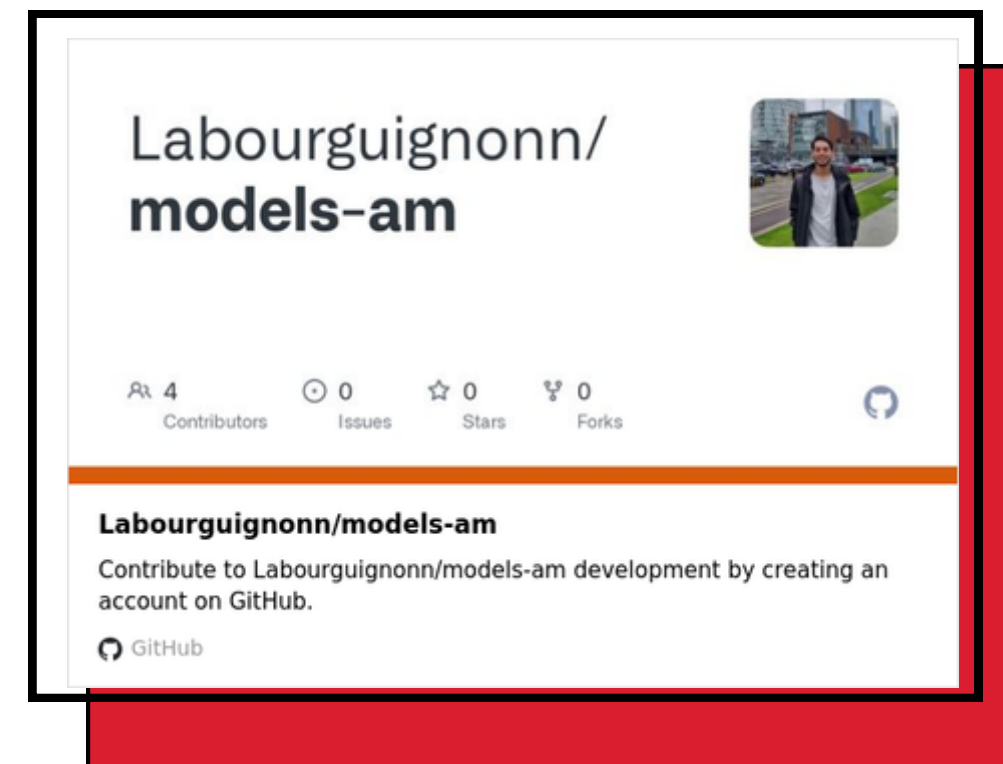 Labourguignonn/
models-am
4
Contributors
0
Issues
0
Stars
0
Forks
Labourguignonn/models-am
Contribute to Labourguignonn/models-am development by creating an
account on GitHub.
GitHub